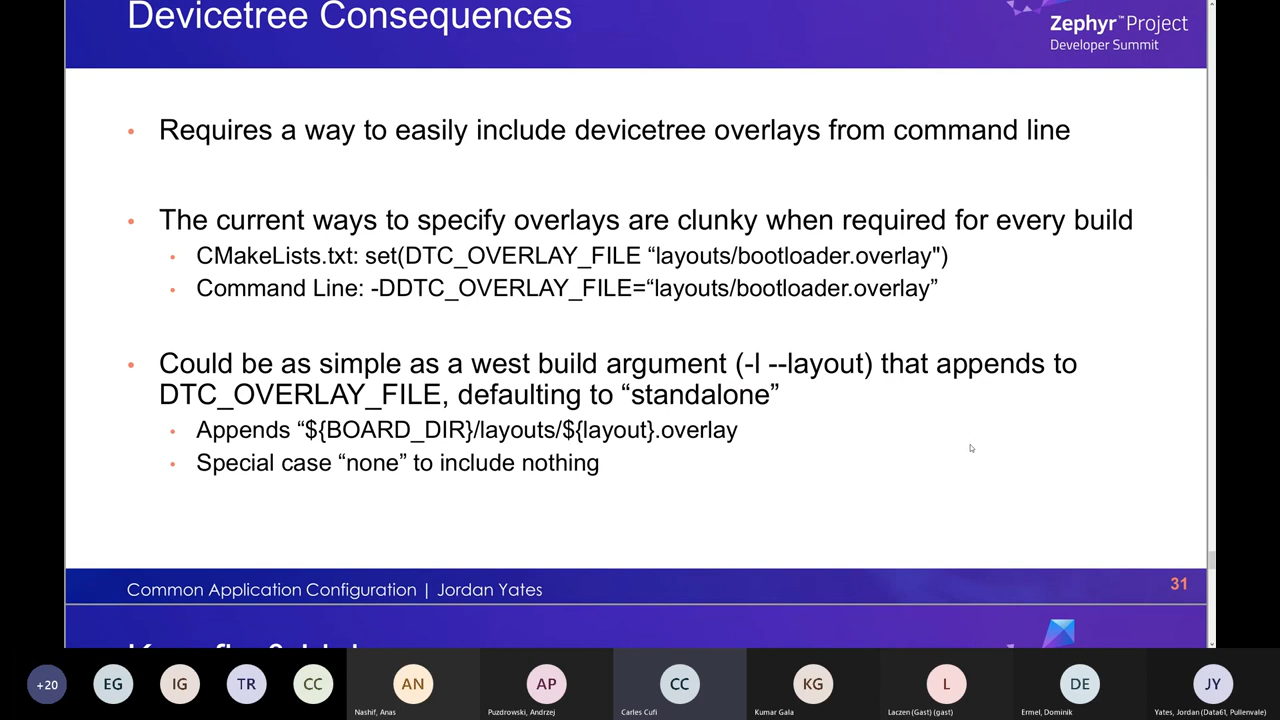 Devicetree Consequences
Zephyr™Project
Developer Summit
• Requires a way to easily include devicetree overlays from command line
• The current ways to specify overlays are clunky when required for every build
• CMakeLists.txt: set(DTC_OVERLAY_FILE “layouts/bootloader.overlay")
• Command Line: -DDTC_OVERLAY_FILE=“layouts/bootloader.overlay”
• Could be as simple as a west build argument (-l --layout) that appends to
DTC_OVERLAY_FILE, defaulting to “standalone”
• Appends “${BOARD_DIR}/layouts/${layout}.overlay
• Special case “none” to include nothing
Common Application Configuration | Jordan Yates
31
+20
EG
IG
TR
CC
AN
AP
CC
KG
L
DE
JY
Nashif, Anas
Puzdrowski, Andrzej
Carles Cufi
Kumar Gala
Laczen (Gast) (gast)
Ermel, Dominik
Yates, Jordan (Data61, Pullenvale)